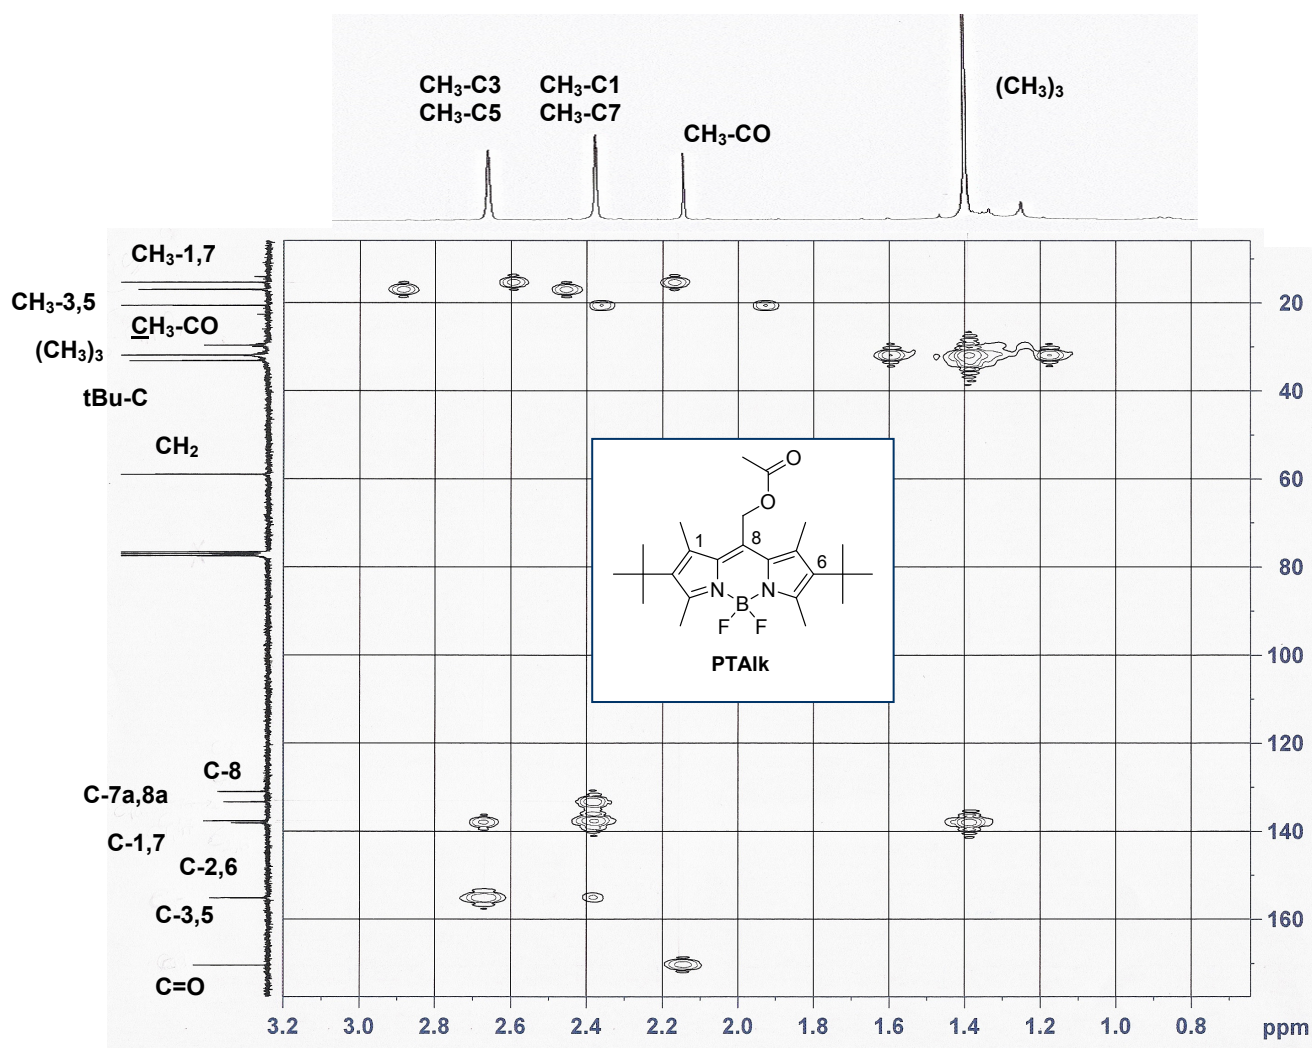 CH₃-C3 CH₃-C1
CH₃-C5 CH₃-C7
(CH₃)₃
CH₃-CO
CH₃-1,7
CH₃-3,5
CH₃-CO
(CH₃)₃
tBu-C
CH₂
C-8
C-7a,8a
C-1,7
C-2,6
C-3,5
C=O
O
O
1
8
6
N
N
B
F
F
PTAlk
20
40
60
80
100
120
140
160
3.2 3.0 2.8 2.6 2.4 2.2 2.0 1.8 1.6 1.4 1.2 1.0 0.8 ppm